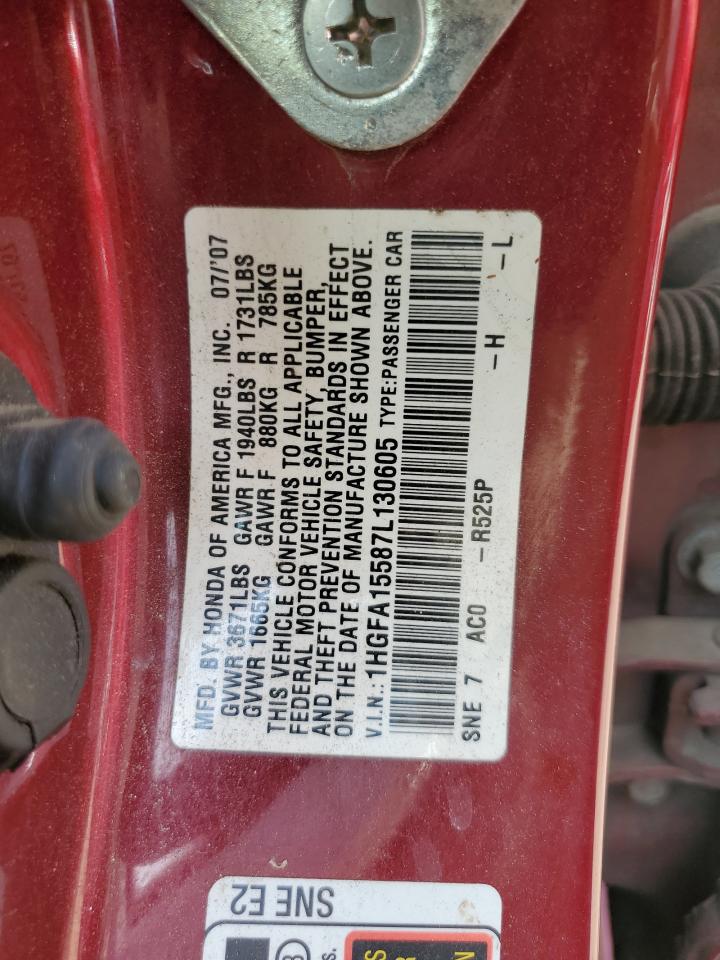 MFD. BY HONDA OF AMERICA MFG., INC. 07/'07
GVWR 3671LBS GAWR F 1940LBS R 1731LBS
GVWR 1665KG GAWR F 880KG R 785KG
THIS VEHICLE CONFORMS TO ALL APPLICABLE
FEDERAL MOTOR VEHICLE SAFETY, BUMPER,
AND THEFT PREVENTION STANDARDS IN EFFECT
ON THE DATE OF MANUFACTURE SHOWN ABOVE.
V.I.N.: 1HGFA15587L130605 TYPE:PASSENGER CAR
SNE 7 AC0 -R525P -H -L
SNE E2